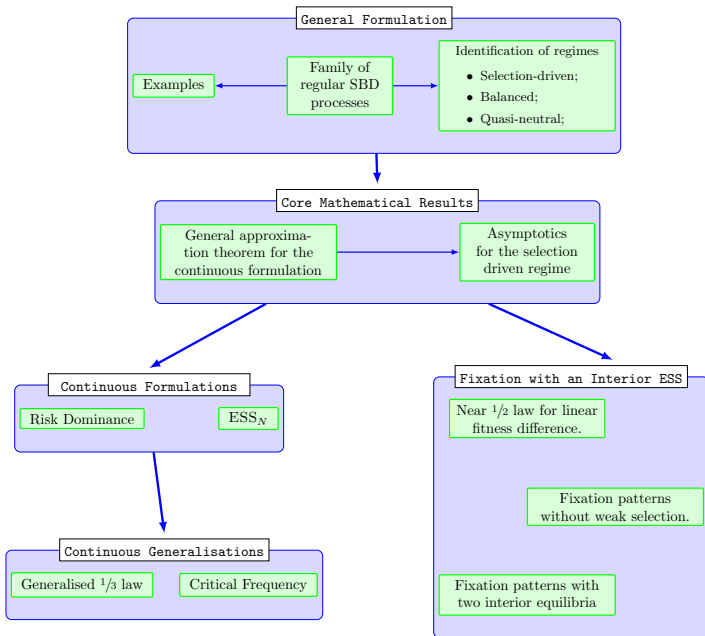 General Formulation
Examples
Family of
regular SBD
processes
Identification of regimes
• Selection-driven;
• Balanced;
• Quasi-neutral;
Core Mathematical Results
General approxima-
tion theorem for the
continuous formulation
Asymptotics
for the selection
driven regime
Continuous Formulations
Risk Dominance
ESS_N
Fixation with an Interior ESS
Near 1/2 law for linear
fitness difference.
Fixation patterns
without weak selection.
Fixation patterns with
two interior equilibria
Continuous Generalisations
Generalised 1/3 law
Critical Frequency